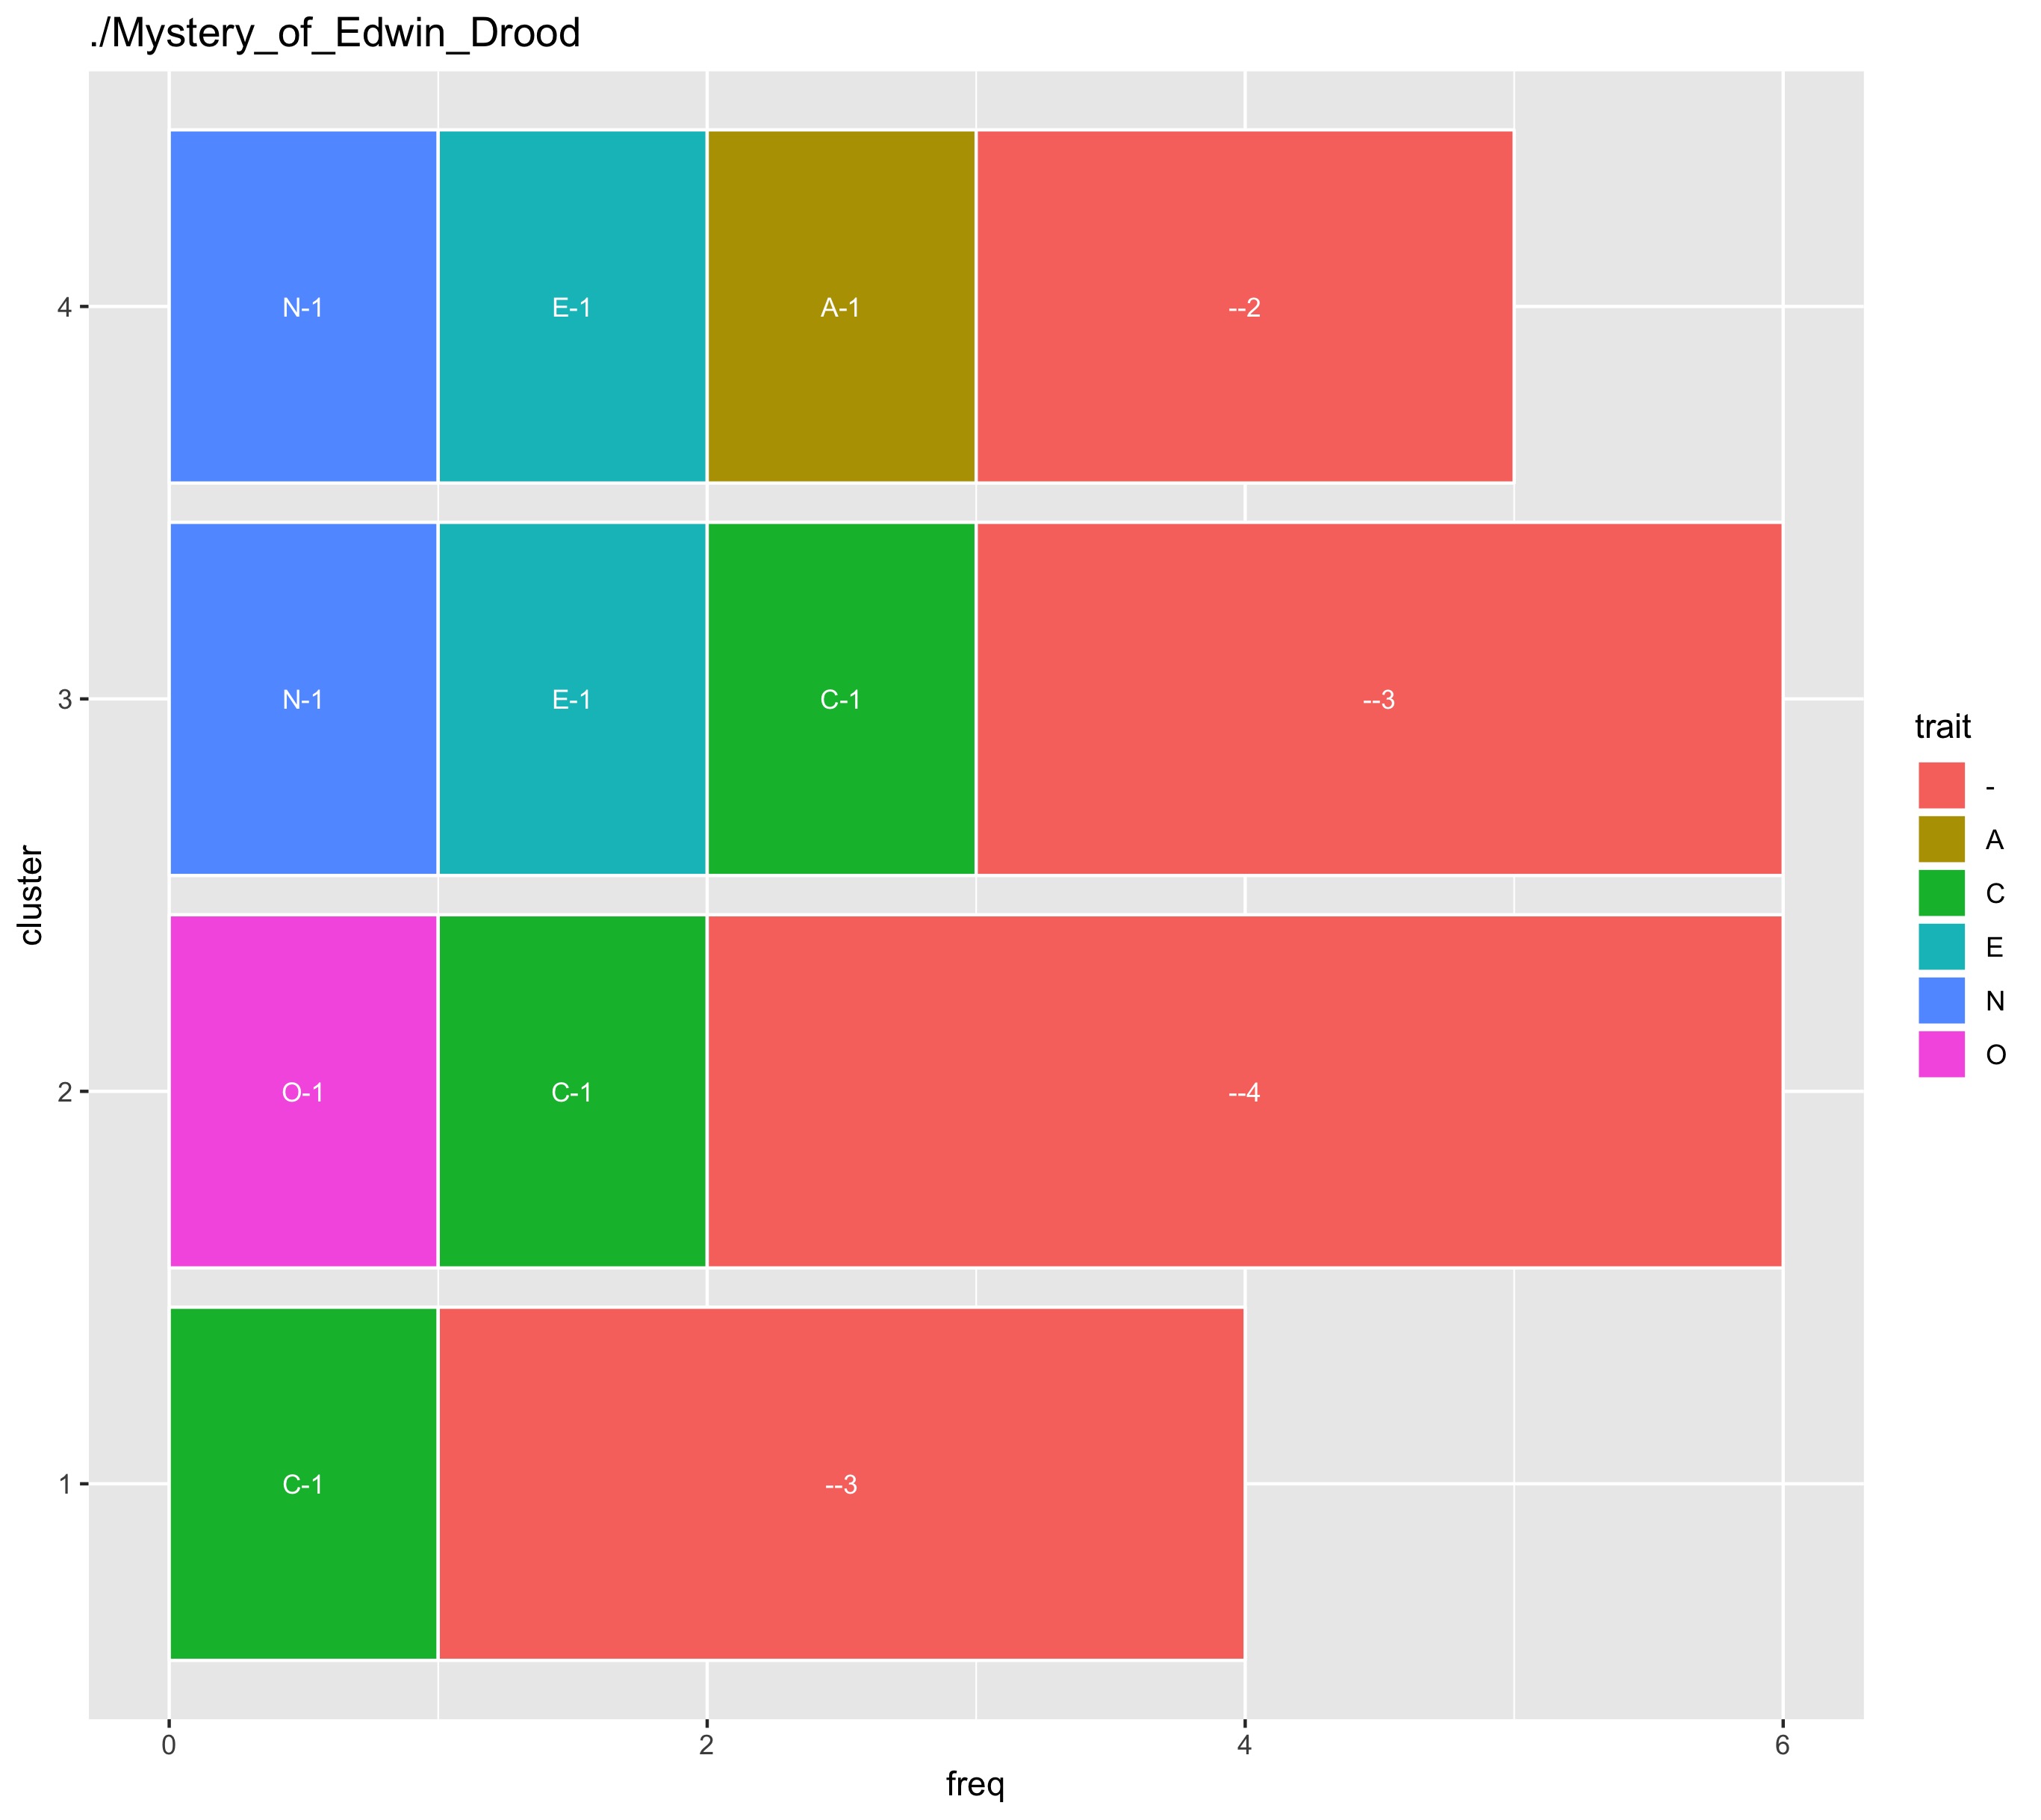 ./Mystery_of_Edwin_Drood
4
N-1
E-1
A-1
--2
3
N-1
E-1
C-1
--3
2
O-1
C-1
--4
1
C-1
--3
0
2
4
6
freq
cluster
trait
-
A
C
E
N
O